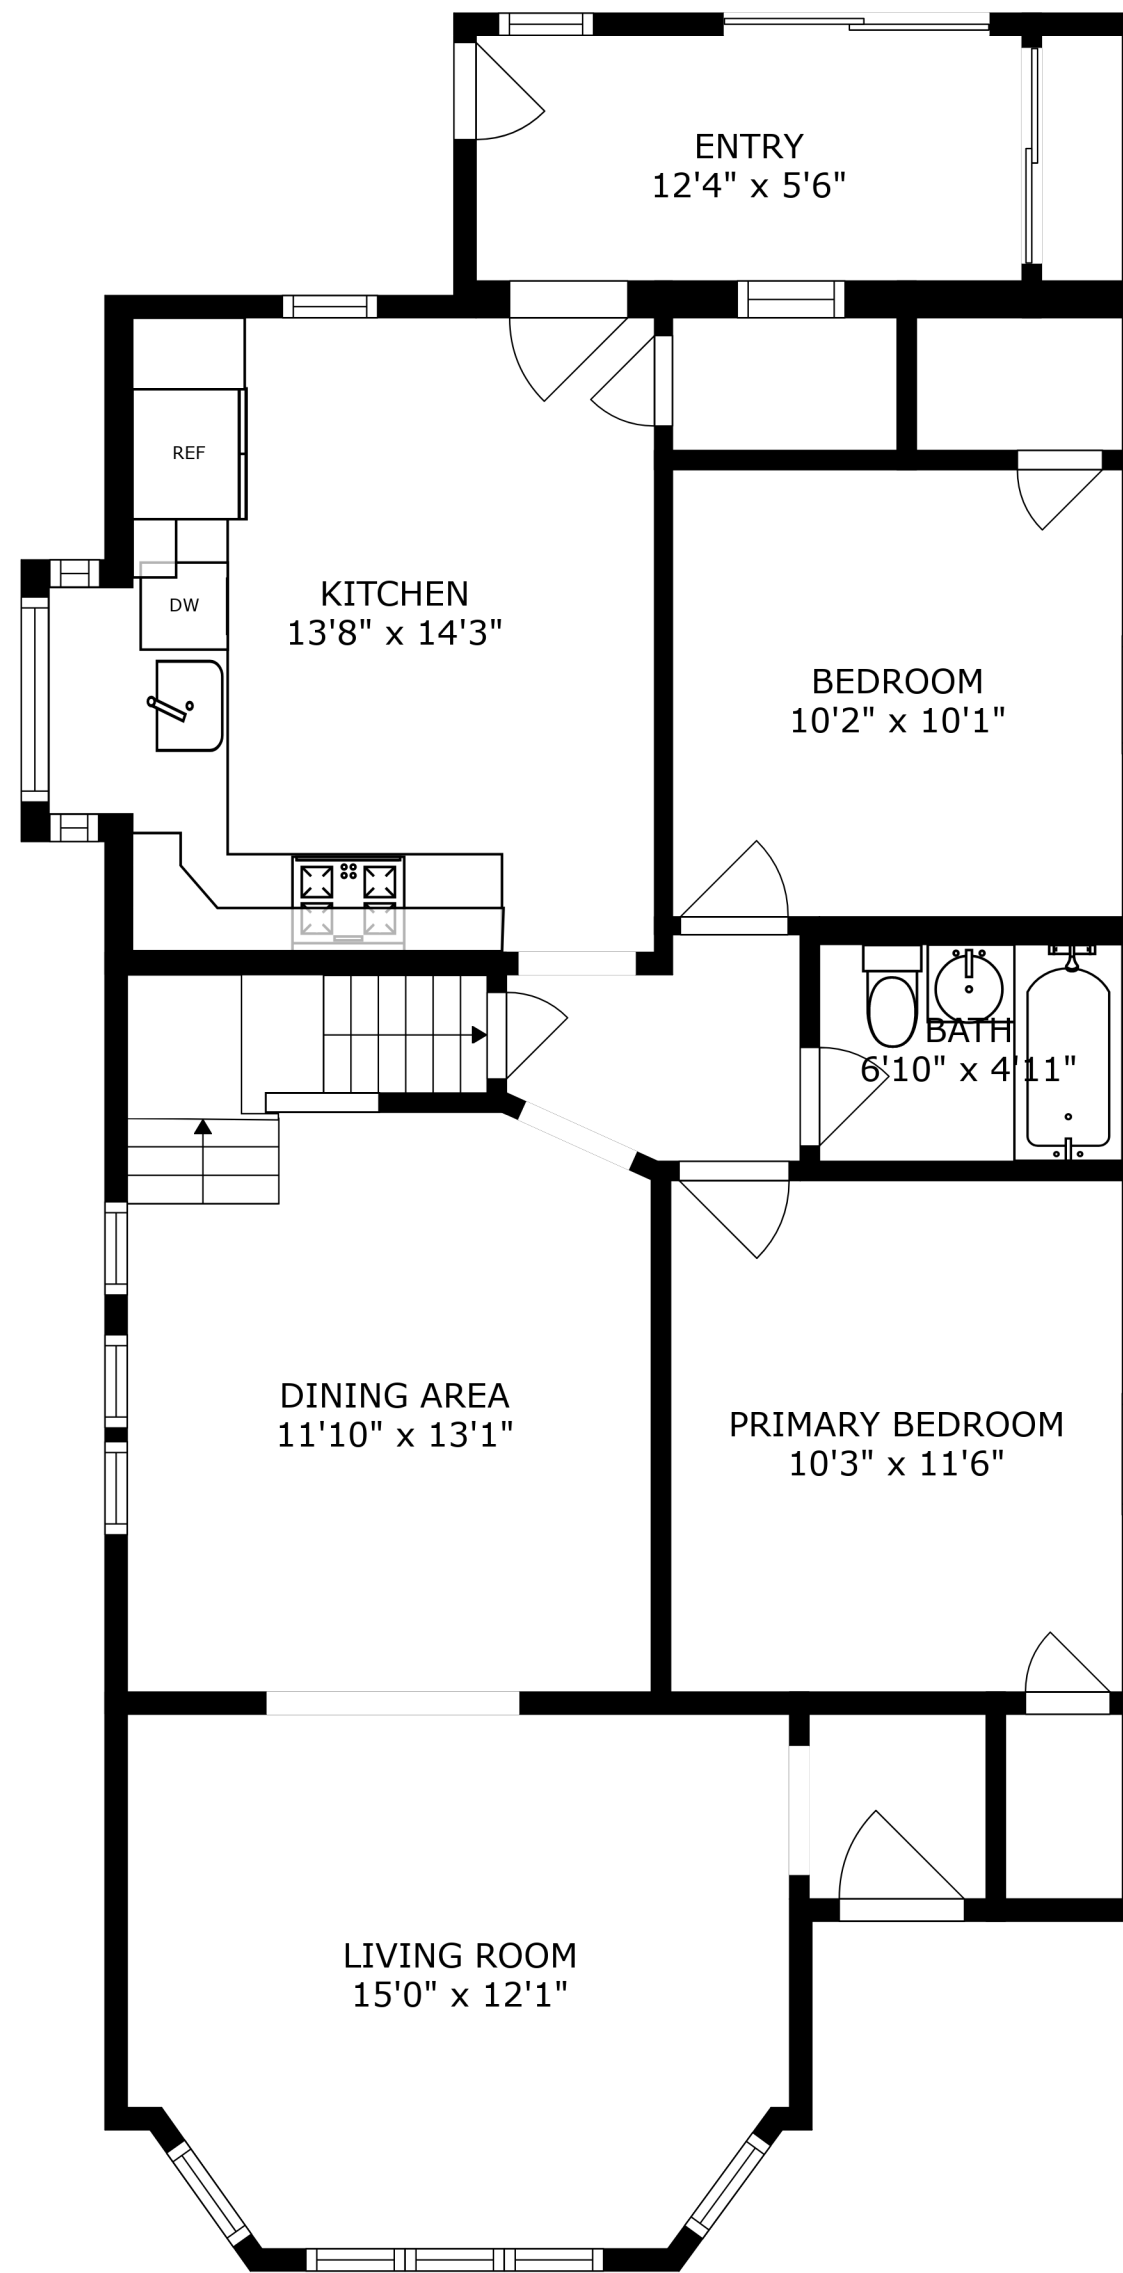 ENTRY
12'4" x 5'6"
REF
KITCHEN
13'8" x 14'3"
DW
BEDROOM
10'2" x 10'1"
BATH
6'10" x 4'11"
DINING AREA
11'10" x 13'1"
PRIMARY BEDROOM
10'3" x 11'6"
LIVING ROOM
15'0" x 12'1"